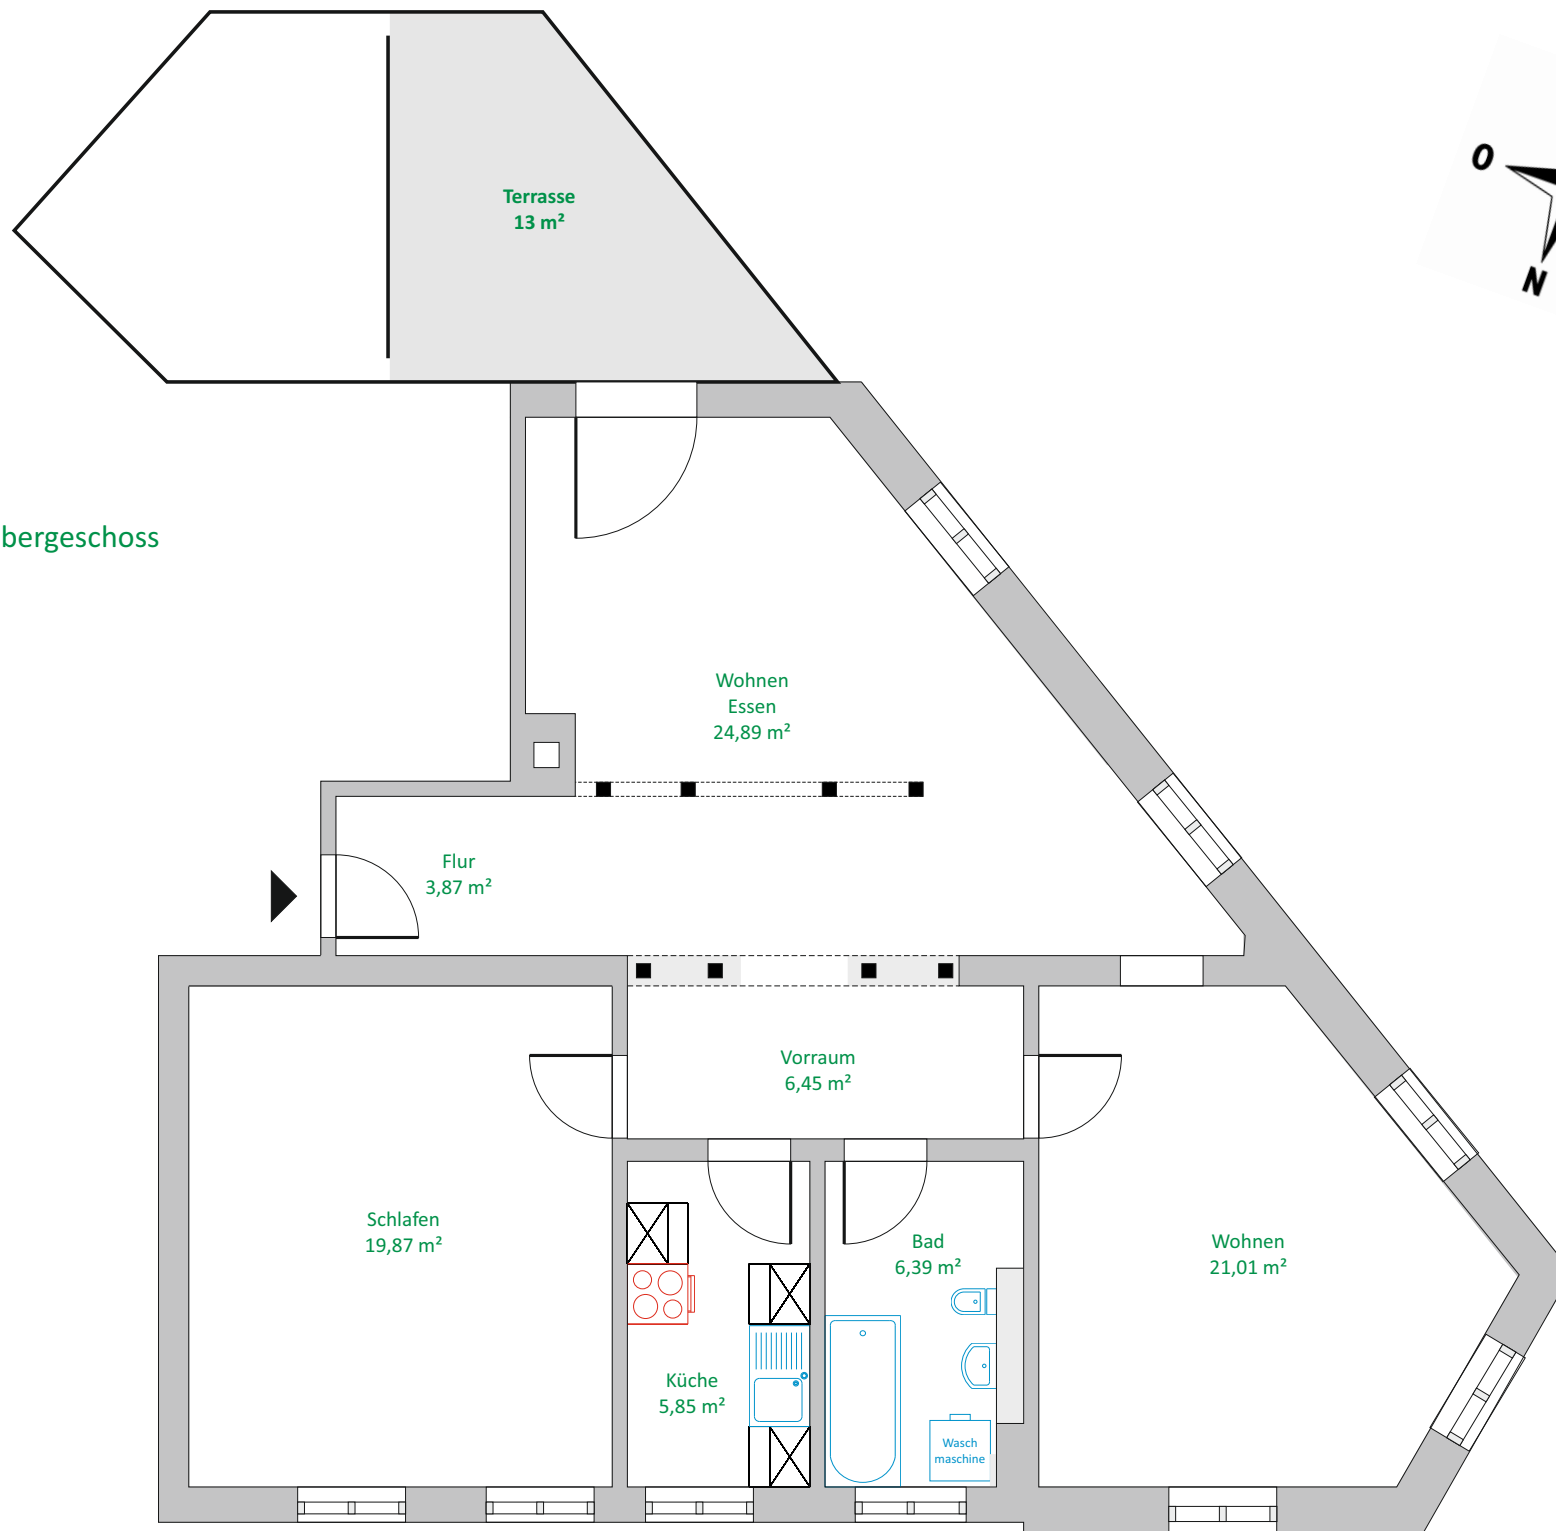 Terrasse
13 m²
O
N
bergeschoss
Wohnen
Essen
24,89 m²
Flur
3,87 m²
Vorraum
6,45 m²
Schlafen
19,87 m²
Küche
5,85 m²
Bad
6,39 m²
Wasch
maschine
Wohnen
21,01 m²